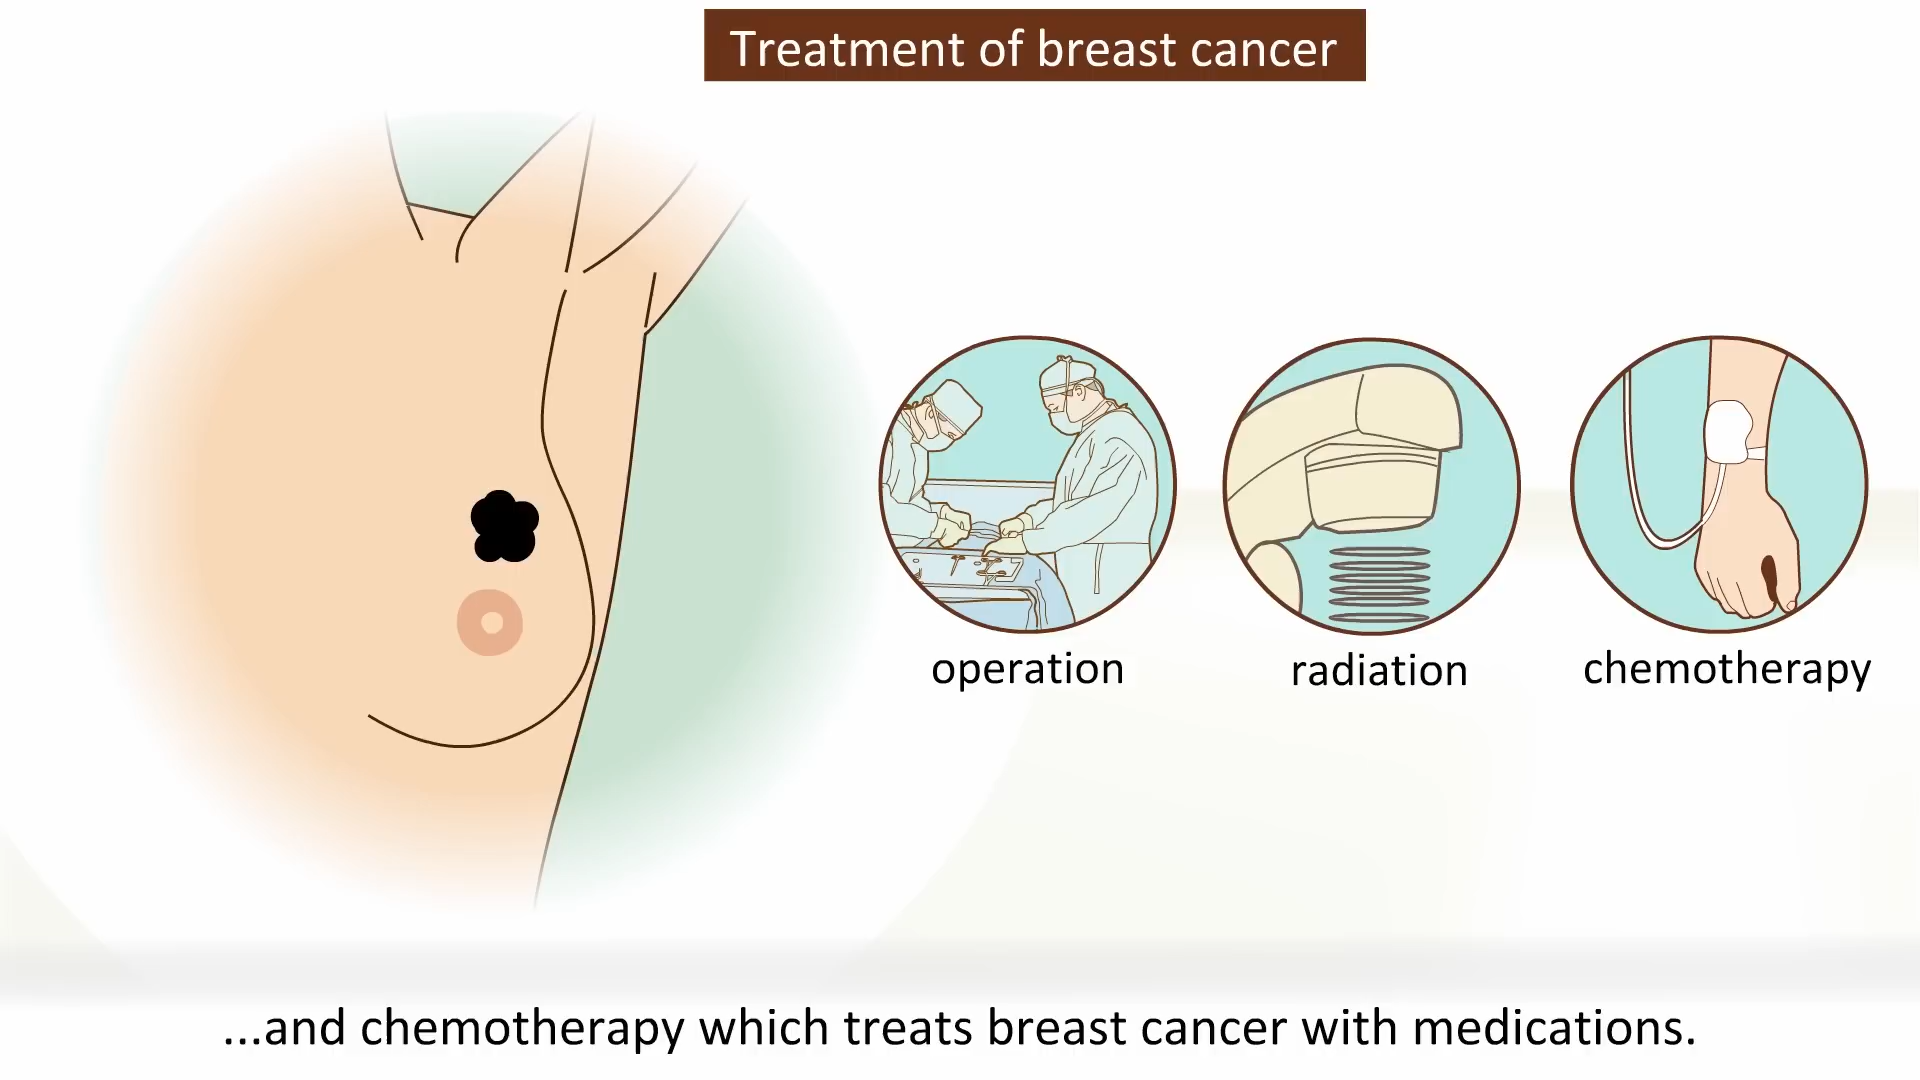 Treatment of breast cancer
operation
radiation
chemotherapy
...and chemotherapy which treats breast cancer with medications.